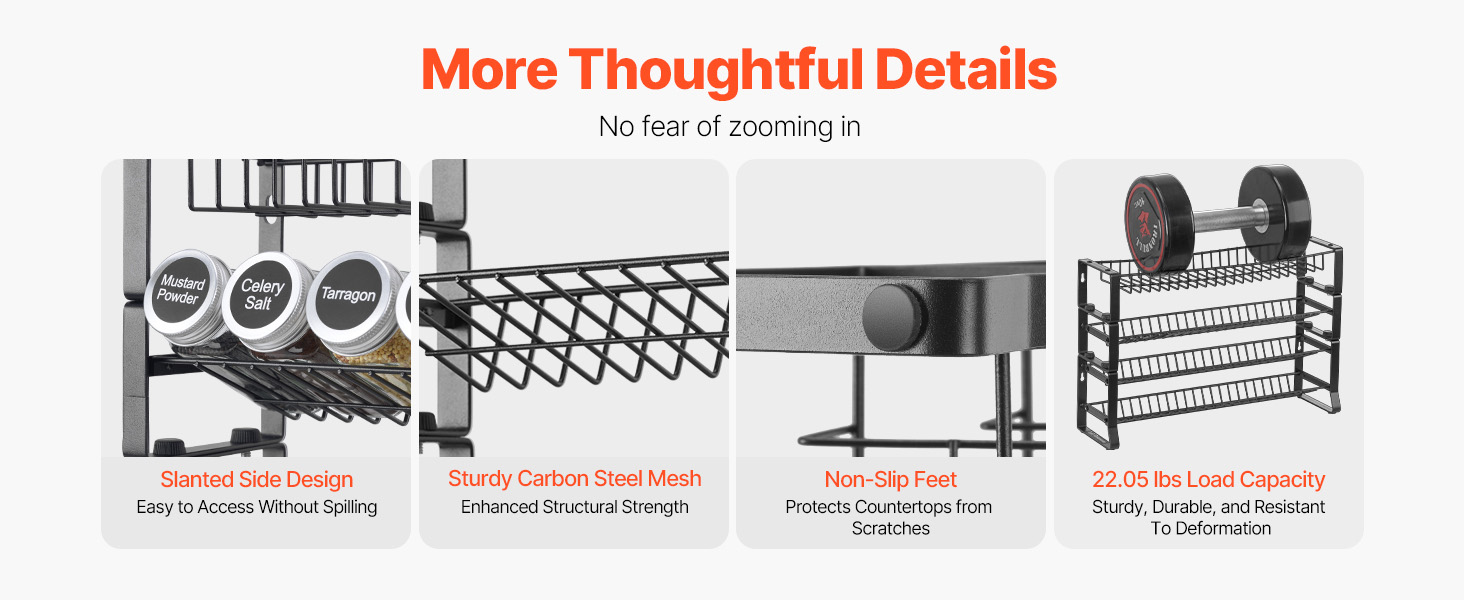 More Thoughtful Details
No fear of zooming in
Mustard
Powder
Celery
Salt
Tarragon
Slanted Side Design
Easy to Access Without Spilling
Sturdy Carbon Steel Mesh
Enhanced Structural Strength
Non-Slip Feet
Protects Countertops from
Scratches
22.05 lbs Load Capacity
Sturdy, Durable, and Resistant
To Deformation